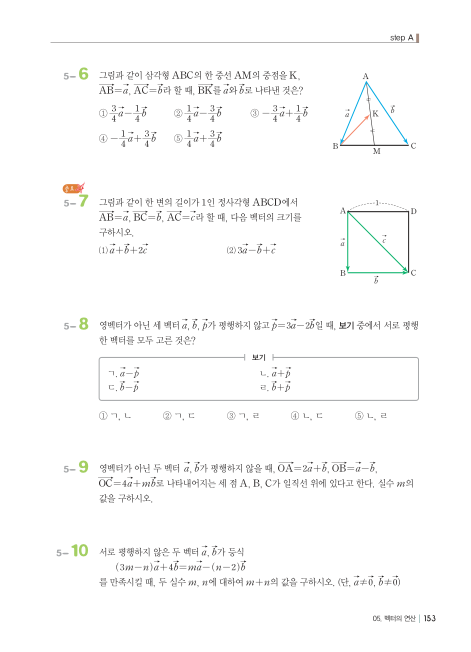 step A
5-6 그림과 같이 삼각형 ABC의 한 중선 AM의 중점을 K,
$\overrightarrow{AB}=\vec{a}$, $\overrightarrow{AC}=\vec{b}$라 할 때, $\overrightarrow{BK}$를 $\vec{a}$와 $\vec{b}$로 나타낸 것은?
① $\frac{3}{4}\vec{a}-\frac{1}{4}\vec{b}$ ② $\frac{1}{4}\vec{a}-\frac{3}{4}\vec{b}$ ③ $-\frac{3}{4}\vec{a}+\frac{1}{4}\vec{b}$
④ $-\frac{1}{4}\vec{a}+\frac{3}{4}\vec{b}$ ⑤ $\frac{1}{4}\vec{a}+\frac{3}{4}\vec{b}$
A
$\vec{a}$
$\vec{b}$
K
B
M
C
5-7 그림과 같이 한 변의 길이가 1인 정사각형 ABCD에서
$\overrightarrow{AB}=\vec{a}$, $\overrightarrow{BC}=\vec{b}$, $\overrightarrow{AC}=\vec{c}$라 할 때, 다음 벡터의 크기를
구하시오.
⑴ $\vec{a}+\vec{b}+2\vec{c}$ ⑵ $3\vec{a}-\vec{b}+\vec{c}$
1
A
D
$\vec{a}$
$\vec{c}$
B
C
$\vec{b}$
5-8 영벡터가 아닌 세 벡터 $\vec{a}$, $\vec{b}$, $\vec{p}$가 평행하지 않고 $\vec{p}=3\vec{a}-2\vec{b}$일 때, 보기 중에서 서로 평행
한 벡터를 모두 고른 것은?
보기
ㄱ. $\vec{a}-\vec{p}$ ㄴ. $\vec{a}+\vec{p}$
ㄷ. $\vec{b}-\vec{p}$ ㄹ. $\vec{b}+\vec{p}$
① ㄱ, ㄴ ② ㄱ, ㄷ ③ ㄱ, ㄹ ④ ㄴ, ㄷ ⑤ ㄴ, ㄹ
5-9 영벡터가 아닌 두 벡터 $\vec{a}$, $\vec{b}$가 평행하지 않을 때, $\overrightarrow{OA}=2\vec{a}+\vec{b}$, $\overrightarrow{OB}=\vec{a}-\vec{b}$,
$\overrightarrow{OC}=4\vec{a}+m\vec{b}$로 나타내어지는 세 점 A, B, C가 일직선 위에 있다고 한다. 실수 m의
값을 구하시오.
5-10 서로 평행하지 않은 두 벡터 $\vec{a}$, $\vec{b}$가 등식
$(3m-n)\vec{a}+4\vec{b}=m\vec{a}-(n-2)\vec{b}$
를 만족시킬 때, 두 실수 m, n에 대하여 m+n의 값을 구하시오. (단, $\vec{a}\neq\vec{0}$, $\vec{b}\neq\vec{0}$)
05. 벡터의 연산 153